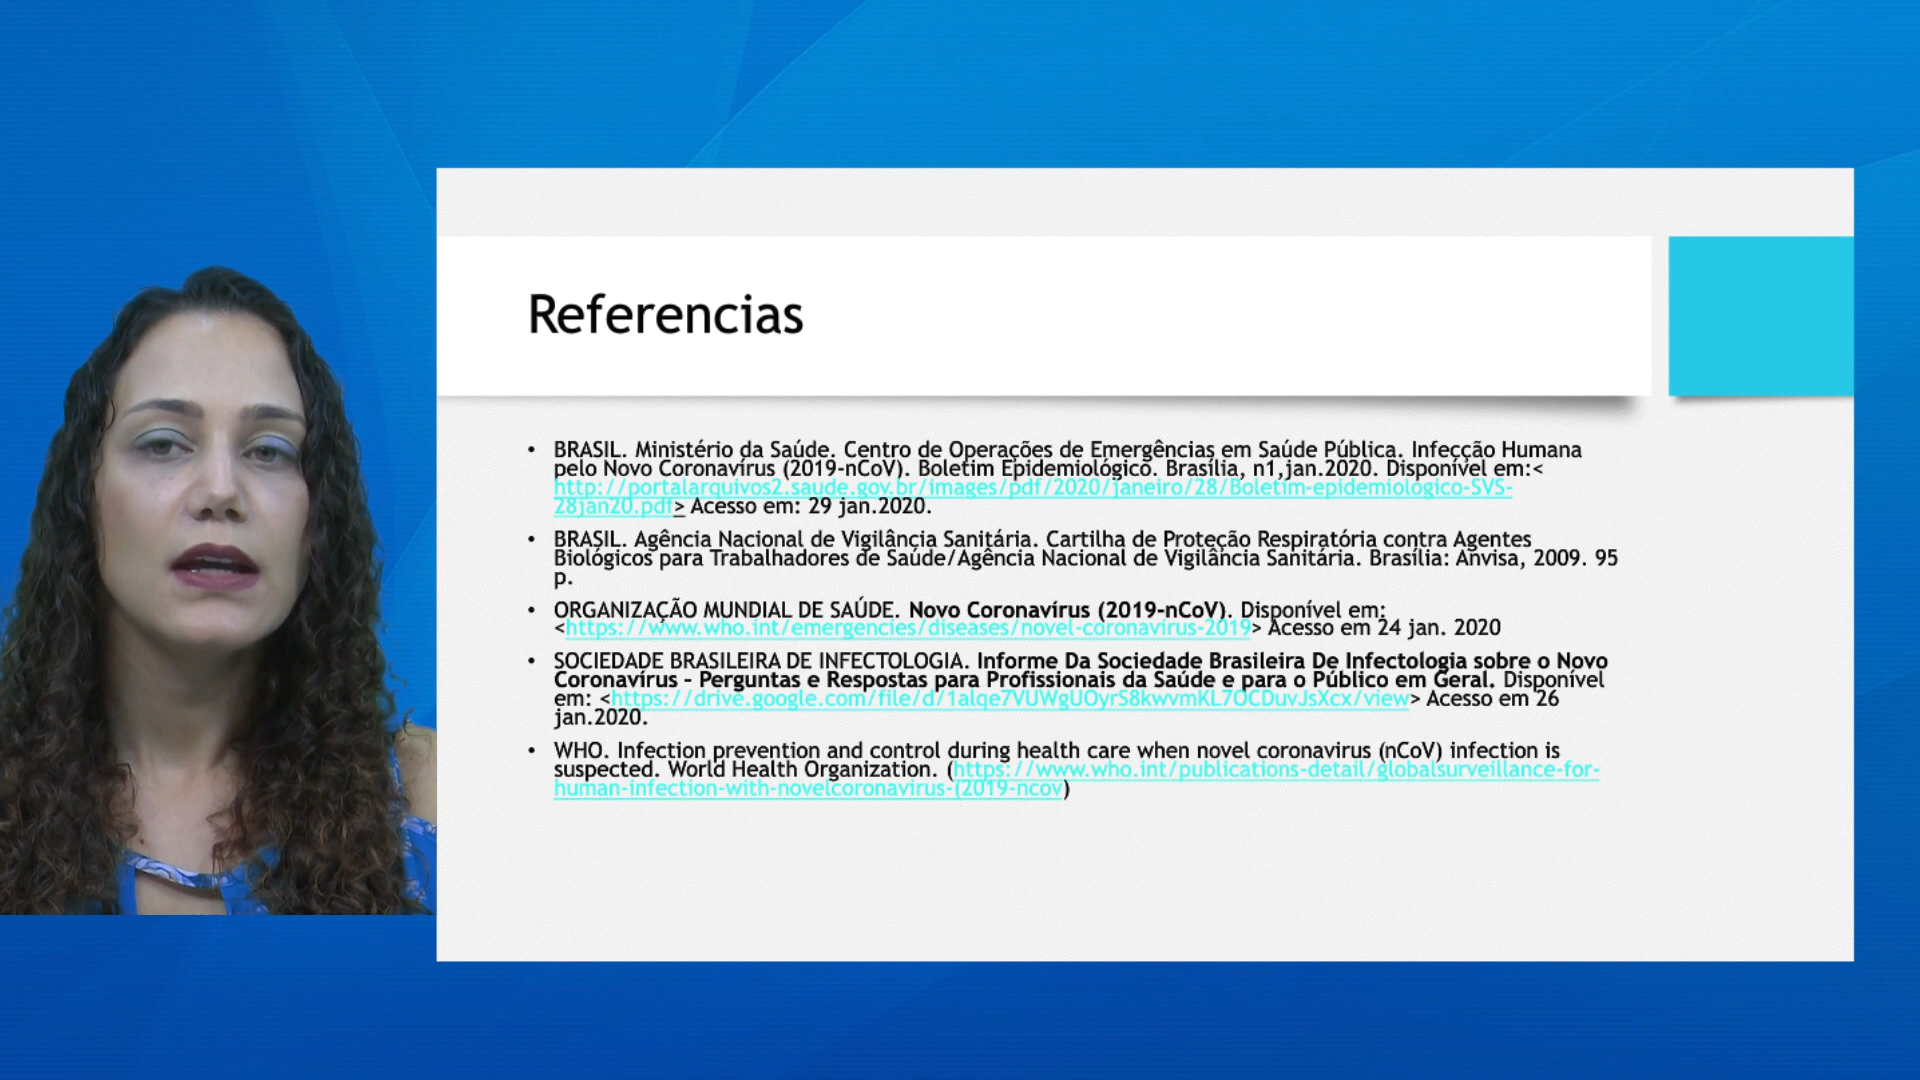 Referencias
• BRASIL. Ministério da Saúde. Centro de Operações de Emergências em Saúde Pública. Infecção Humana
pelo Novo Coronavírus (2019-nCoV). Boletim Epidemiológico. Brasília, n1,jan.2020. Disponível em:<
http://portalarquivos2.saude.gov.br/images/pdf/2020/janeiro/28/Boletim-epidemiologico-SVS-
28jan20.pdf> Acesso em: 29 jan.2020.
• BRASIL. Agência Nacional de Vigilância Sanitária. Cartilha de Proteção Respiratória contra Agentes
Biológicos para Trabalhadores de Saúde/Agência Nacional de Vigilância Sanitária. Brasília: Anvisa, 2009. 95
p.
• ORGANIZAÇÃO MUNDIAL DE SAÚDE. Novo Coronavírus (2019-nCoV). Disponível em:
<https://www.who.int/emergencies/diseases/novel-coronavirus-2019> Acesso em 24 jan. 2020
• SOCIEDADE BRASILEIRA DE INFECTOLOGIA. Informe Da Sociedade Brasileira De Infectologia sobre o Novo
Coronavírus – Perguntas e Respostas para Profissionais da Saúde e para o Público em Geral. Disponível
em: <https://drive.google.com/file/d/1alqe7VUWgUOyrS8kwvmKL7OCDuvJsXcx/view> Acesso em 26
jan.2020.
• WHO. Infection prevention and control during health care when novel coronavirus (nCoV) infection is
suspected. World Health Organization. (https://www.who.int/publications-detail/globalsurveillance-for-
human-infection-with-novelcoronavirus-(2019-ncov)